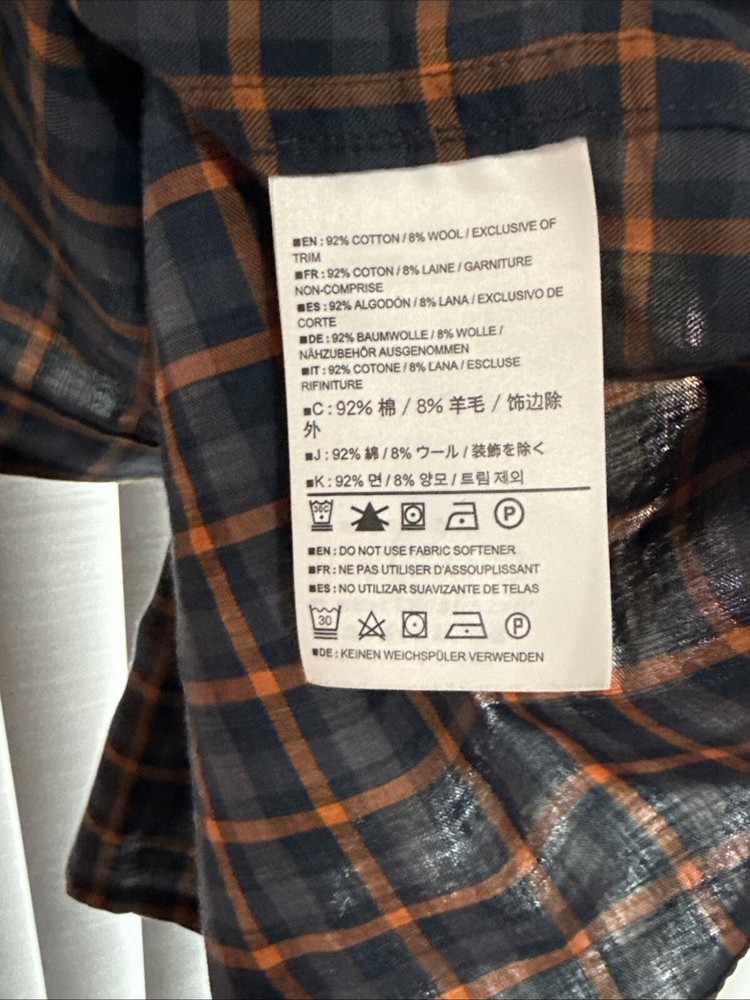 ■EN : 92% COTTON / 8% WOOL / EXCLUSIVE OF
TRIM
■FR : 92% COTON / 8% LAINE / GARNITURE
NON-COMPRISE
■ES : 92% ALGODÓN / 8% LANA / EXCLUSIVO DE
CORTE
■DE : 92% BAUMWOLLE / 8% WOLLE /
NÄHZUBEHÖR AUSGENOMMEN
■IT : 92% COTONE / 8% LANA / ESCLUSE
RIFINITURE
■C : 92% 棉 / 8% 羊毛 / 饰边除
外
■J : 92% 綿 / 8% ウール / 装飾を除く
■K : 92% 면 / 8% 양모 / 트림 제외
30C P
■EN : DO NOT USE FABRIC SOFTENER
■FR : NE PAS UTILISER D'ASSOUPLISSANT
■ES : NO UTILIZAR SUAVIZANTE DE TELAS
30 P
■DE : KEINEN WEICHSPÜLER VERWENDEN